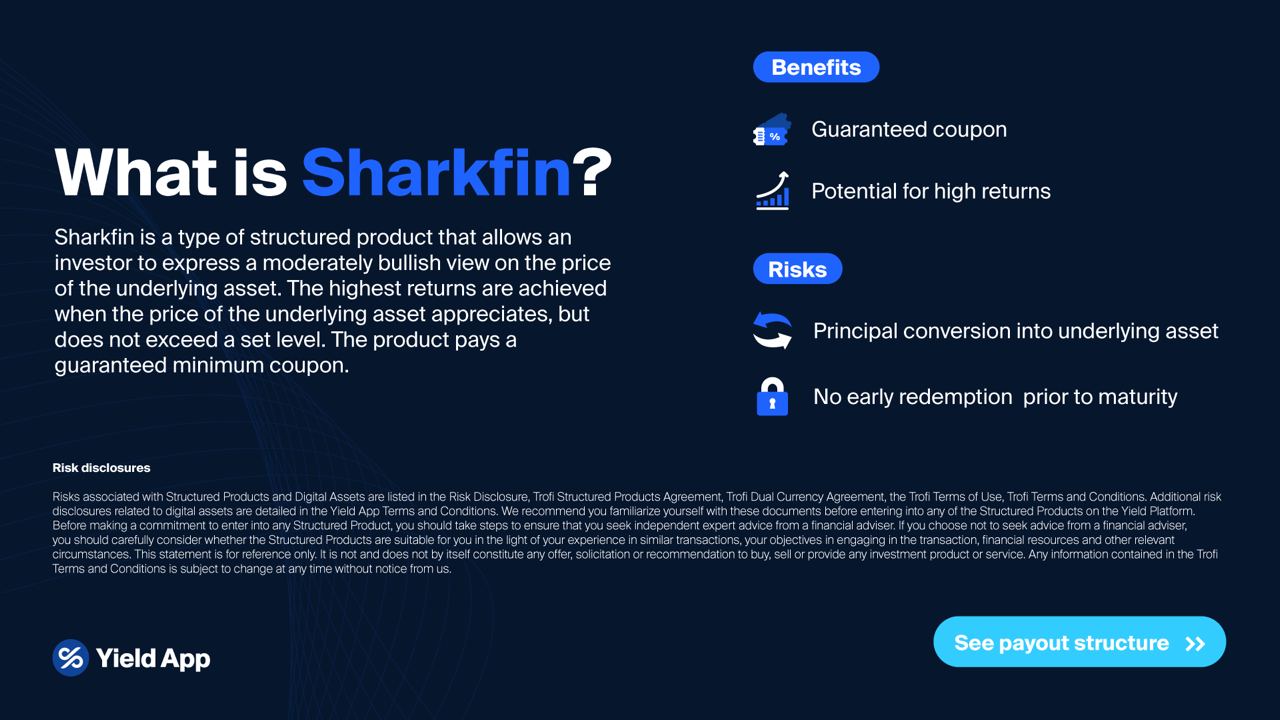 What is Sharkfin?
Sharkfin is a type of structured product that allows an
investor to express a moderately bullish view on the price
of the underlying asset. The highest returns are achieved
when the price of the underlying asset appreciates, but
does not exceed a set level. The product pays a
guaranteed minimum coupon.
Benefits
%
Guaranteed coupon
Potential for high returns
Risks
Principal conversion into underlying asset
No early redemption  prior to maturity
Risk disclosures
Risks associated with Structured Products and Digital Assets are listed in the Risk Disclosure, Trofi Structured Products Agreement, Trofi Dual Currency Agreement, the Trofi Terms of Use, Trofi Terms and Conditions. Additional risk
disclosures related to digital assets are detailed in the Yield App Terms and Conditions. We recommend you familiarize yourself with these documents before entering into any of the Structured Products on the Yield Platform.
Before making a commitment to enter into any Structured Product, you should take steps to ensure that you seek independent expert advice from a financial adviser. If you choose not to seek advice from a financial adviser,
you should carefully consider whether the Structured Products are suitable for you in the light of your experience in similar transactions, your objectives in engaging in the transaction, financial resources and other relevant
circumstances. This statement is for reference only. It is not and does not by itself constitute any offer, solicitation or recommendation to buy, sell or provide any investment product or service. Any information contained in the Trofi
Terms and Conditions is subject to change at any time without notice from us.
Yield App
See payout structure